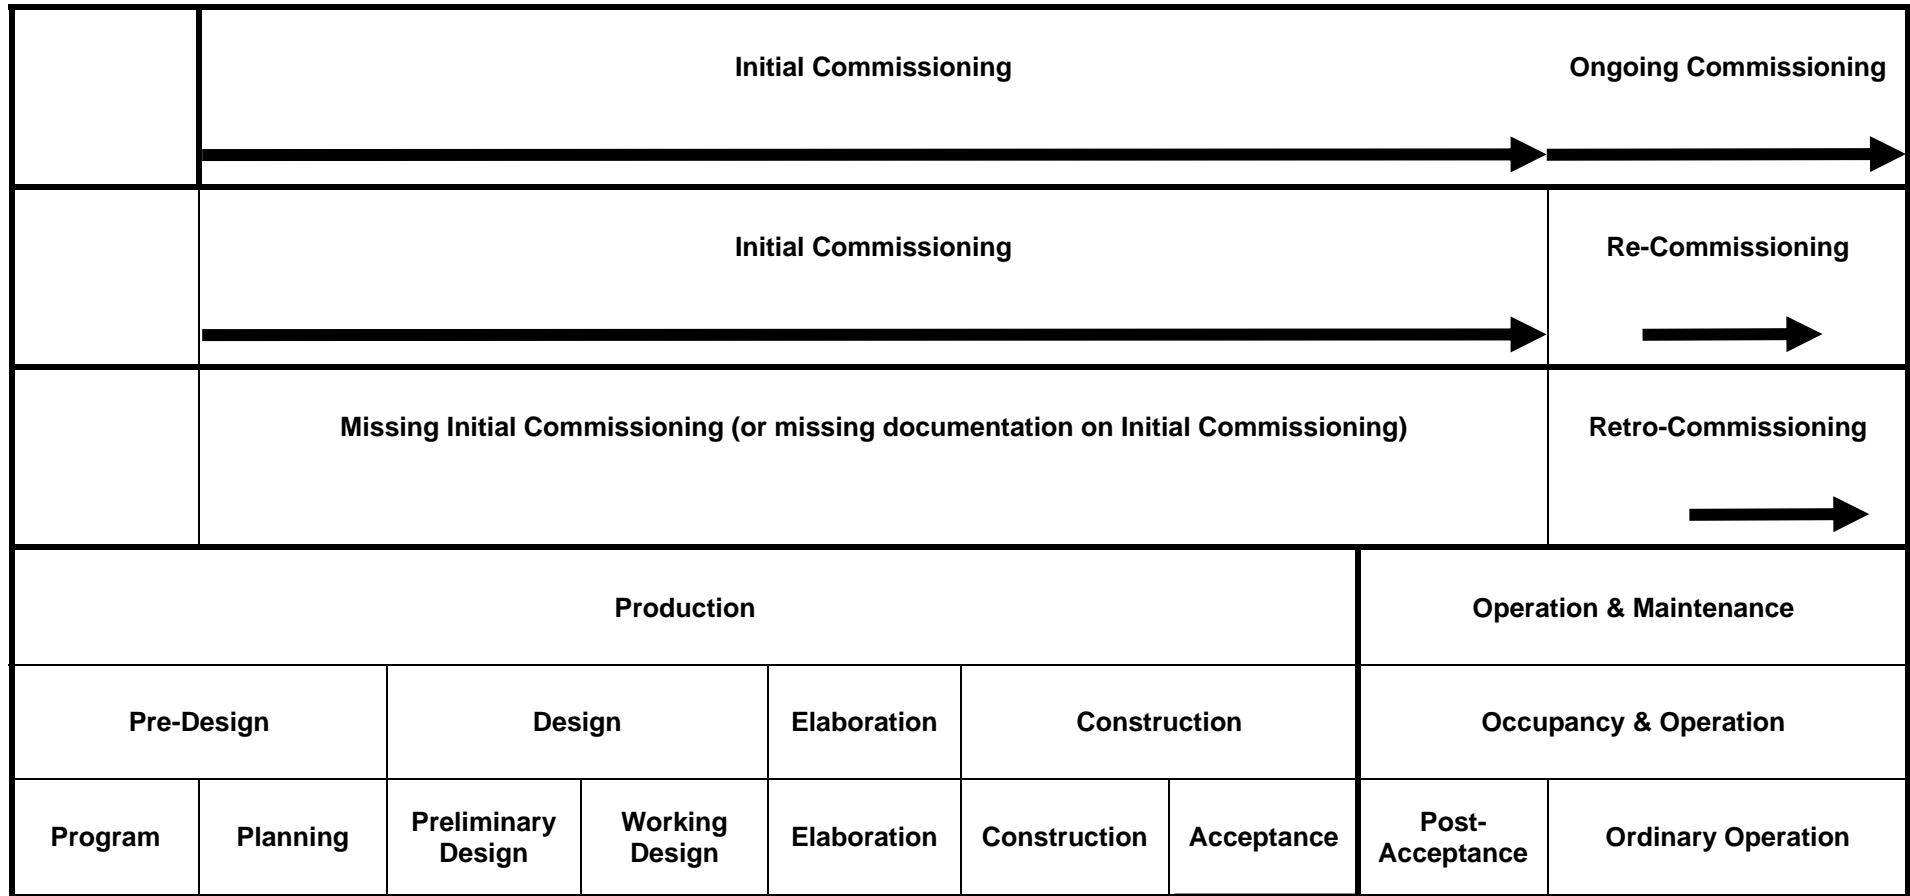 Initial Commissioning
Ongoing Commissioning
Initial Commissioning
Re-Commissioning
Missing Initial Commissioning (or missing documentation on Initial Commissioning)
Retro-Commissioning
Production
Operation & Maintenance
Pre-Design
Design
Elaboration
Construction
Occupancy & Operation
Program
Planning
Preliminary
Design
Working
Design
Elaboration
Construction
Acceptance
Post-
Acceptance
Ordinary Operation